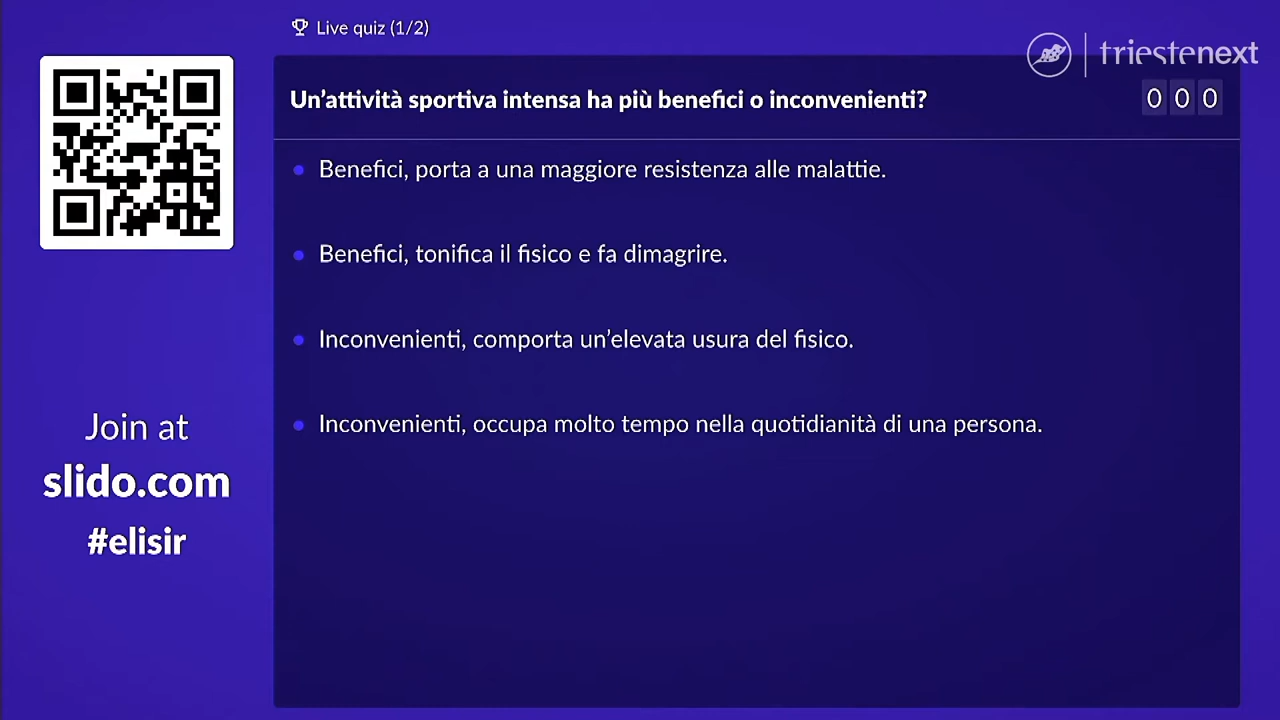 Live quiz (1/2)
triestenext
Un'attività sportiva intensa ha più benefici o inconvenienti?
0 0 0
Benefici, porta a una maggiore resistenza alle malattie.
Benefici, tonifica il fisico e fa dimagrire.
Inconvenienti, comporta un'elevata usura del fisico.
Inconvenienti, occupa molto tempo nella quotidianità di una persona.
Join at
slido.com
#elisir